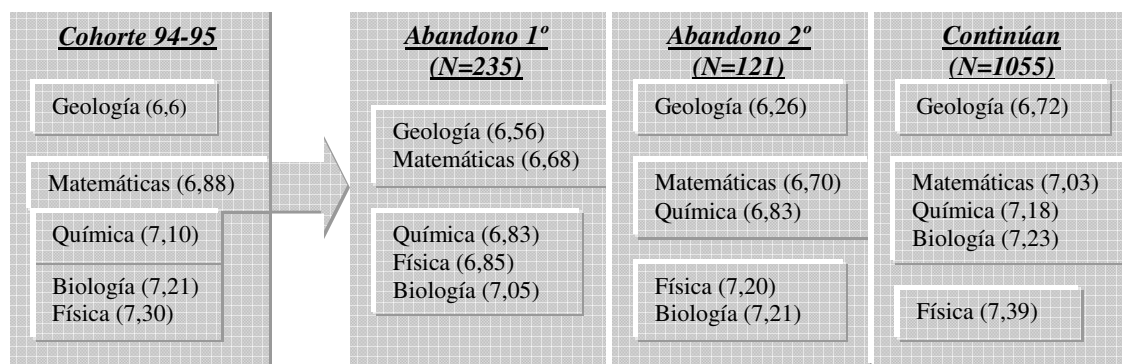 Cohorte 94-95
Geología (6,6)
Matemáticas (6,88)
Química (7,10)
Biología (7,21)
Física (7,30)
Abandono 1º
(N=235)
Geología (6,56)
Matemáticas (6,68)
Química (6,83)
Física (6,85)
Biología (7,05)
Abandono 2º
(N=121)
Geología (6,26)
Matemáticas (6,70)
Química (6,83)
Física (7,20)
Biología (7,21)
Continúan
(N=1055)
Geología (6,72)
Matemáticas (7,03)
Química (7,18)
Biología (7,23)
Física (7,39)